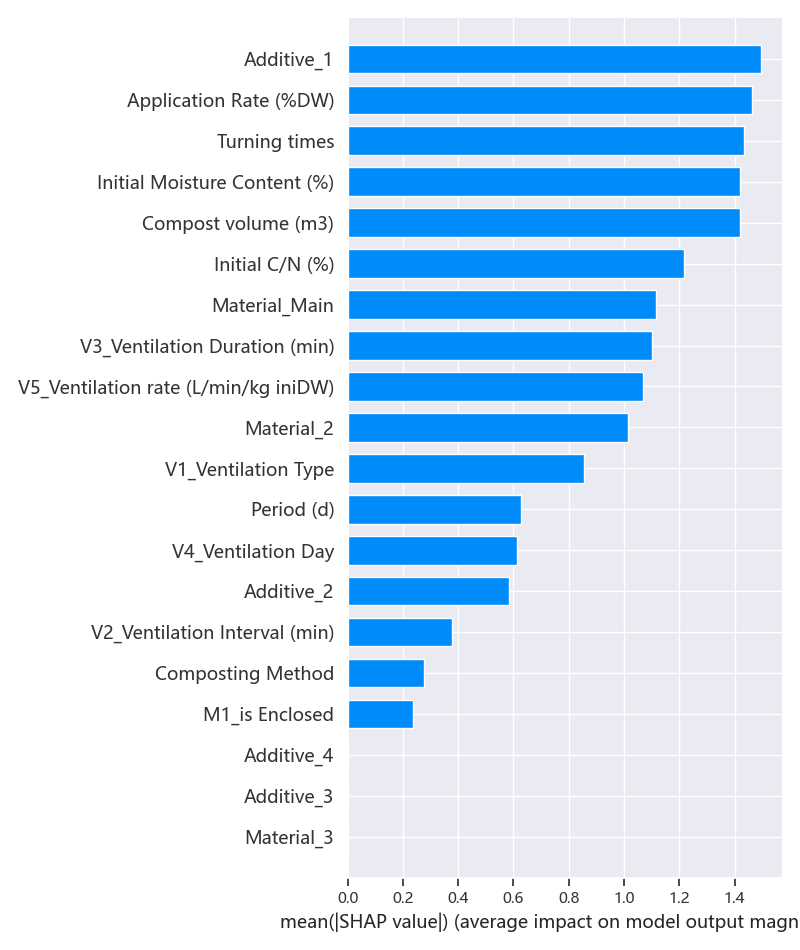 Additive_1
Application Rate (%DW)
Turning times
Initial Moisture Content (%)
Compost volume (m3)
Initial C/N (%)
Material_Main
V3_Ventilation Duration (min)
V5_Ventilation rate (L/min/kg iniDW)
Material_2
V1_Ventilation Type
Period (d)
V4_Ventilation Day
Additive_2
V2_Ventilation Interval (min)
Composting Method
M1_is Enclosed
Additive_4
Additive_3
Material_3
0.0 0.2 0.4 0.6 0.8 1.0 1.2 1.4
mean(|SHAP value|) (average impact on model output magn